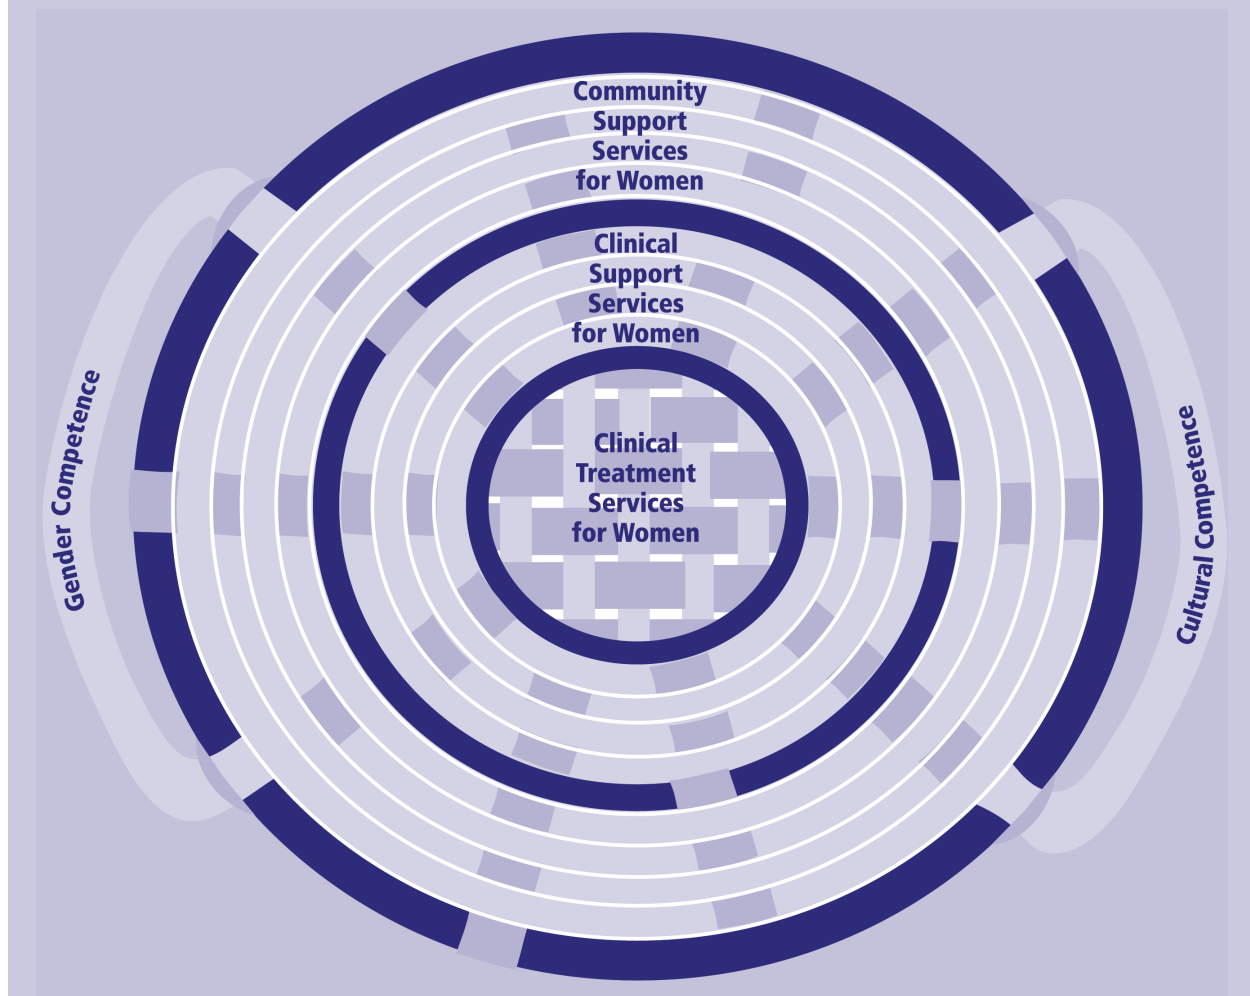 Community
Support
Services
for Women
Clinical
Support
Services
for Women
Clinical
Treatment
Services
for Women
Gender Competence
Cultural Competence